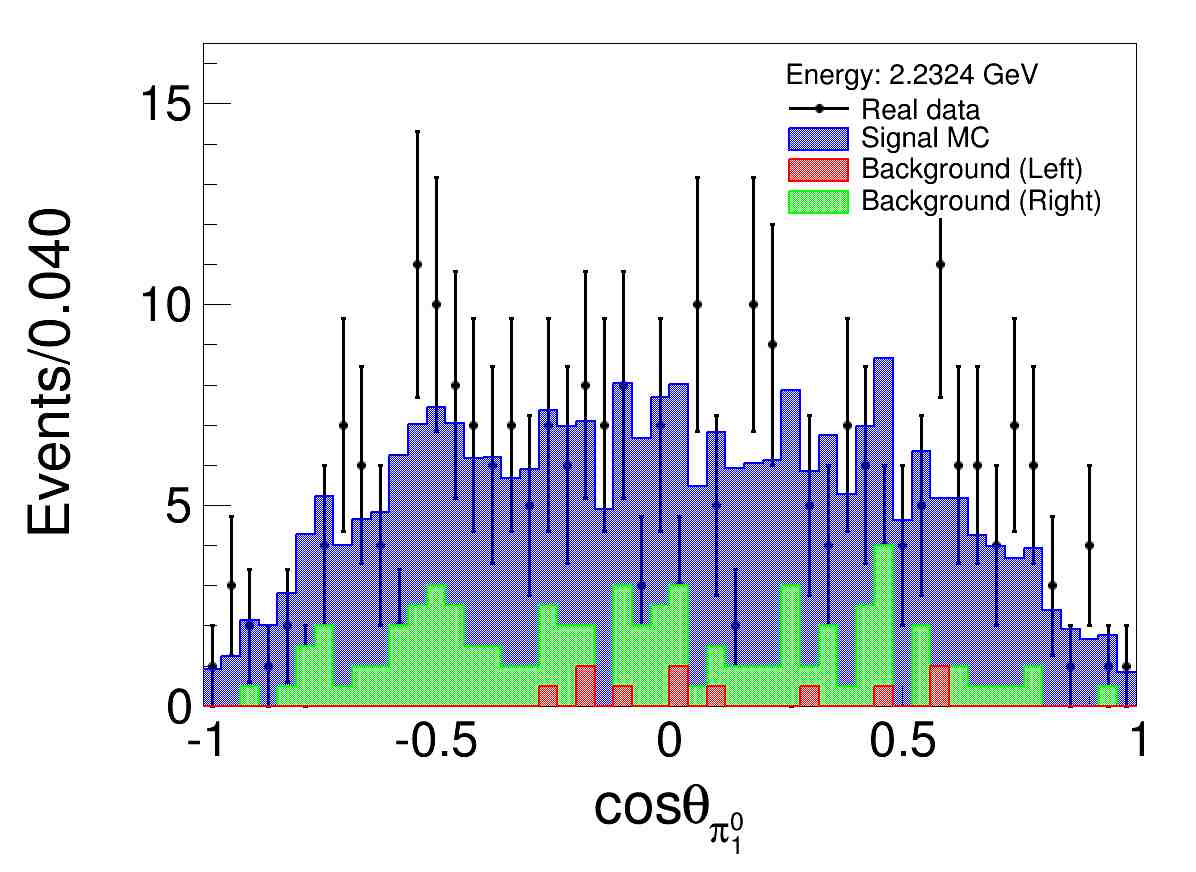 Energy: 2.2324 GeV
Real data
Signal MC
Background (Left)
Background (Right)
Events/0.040
15
10
5
0
-1
-0.5
0
0.5
1
cosθπ⁰₁